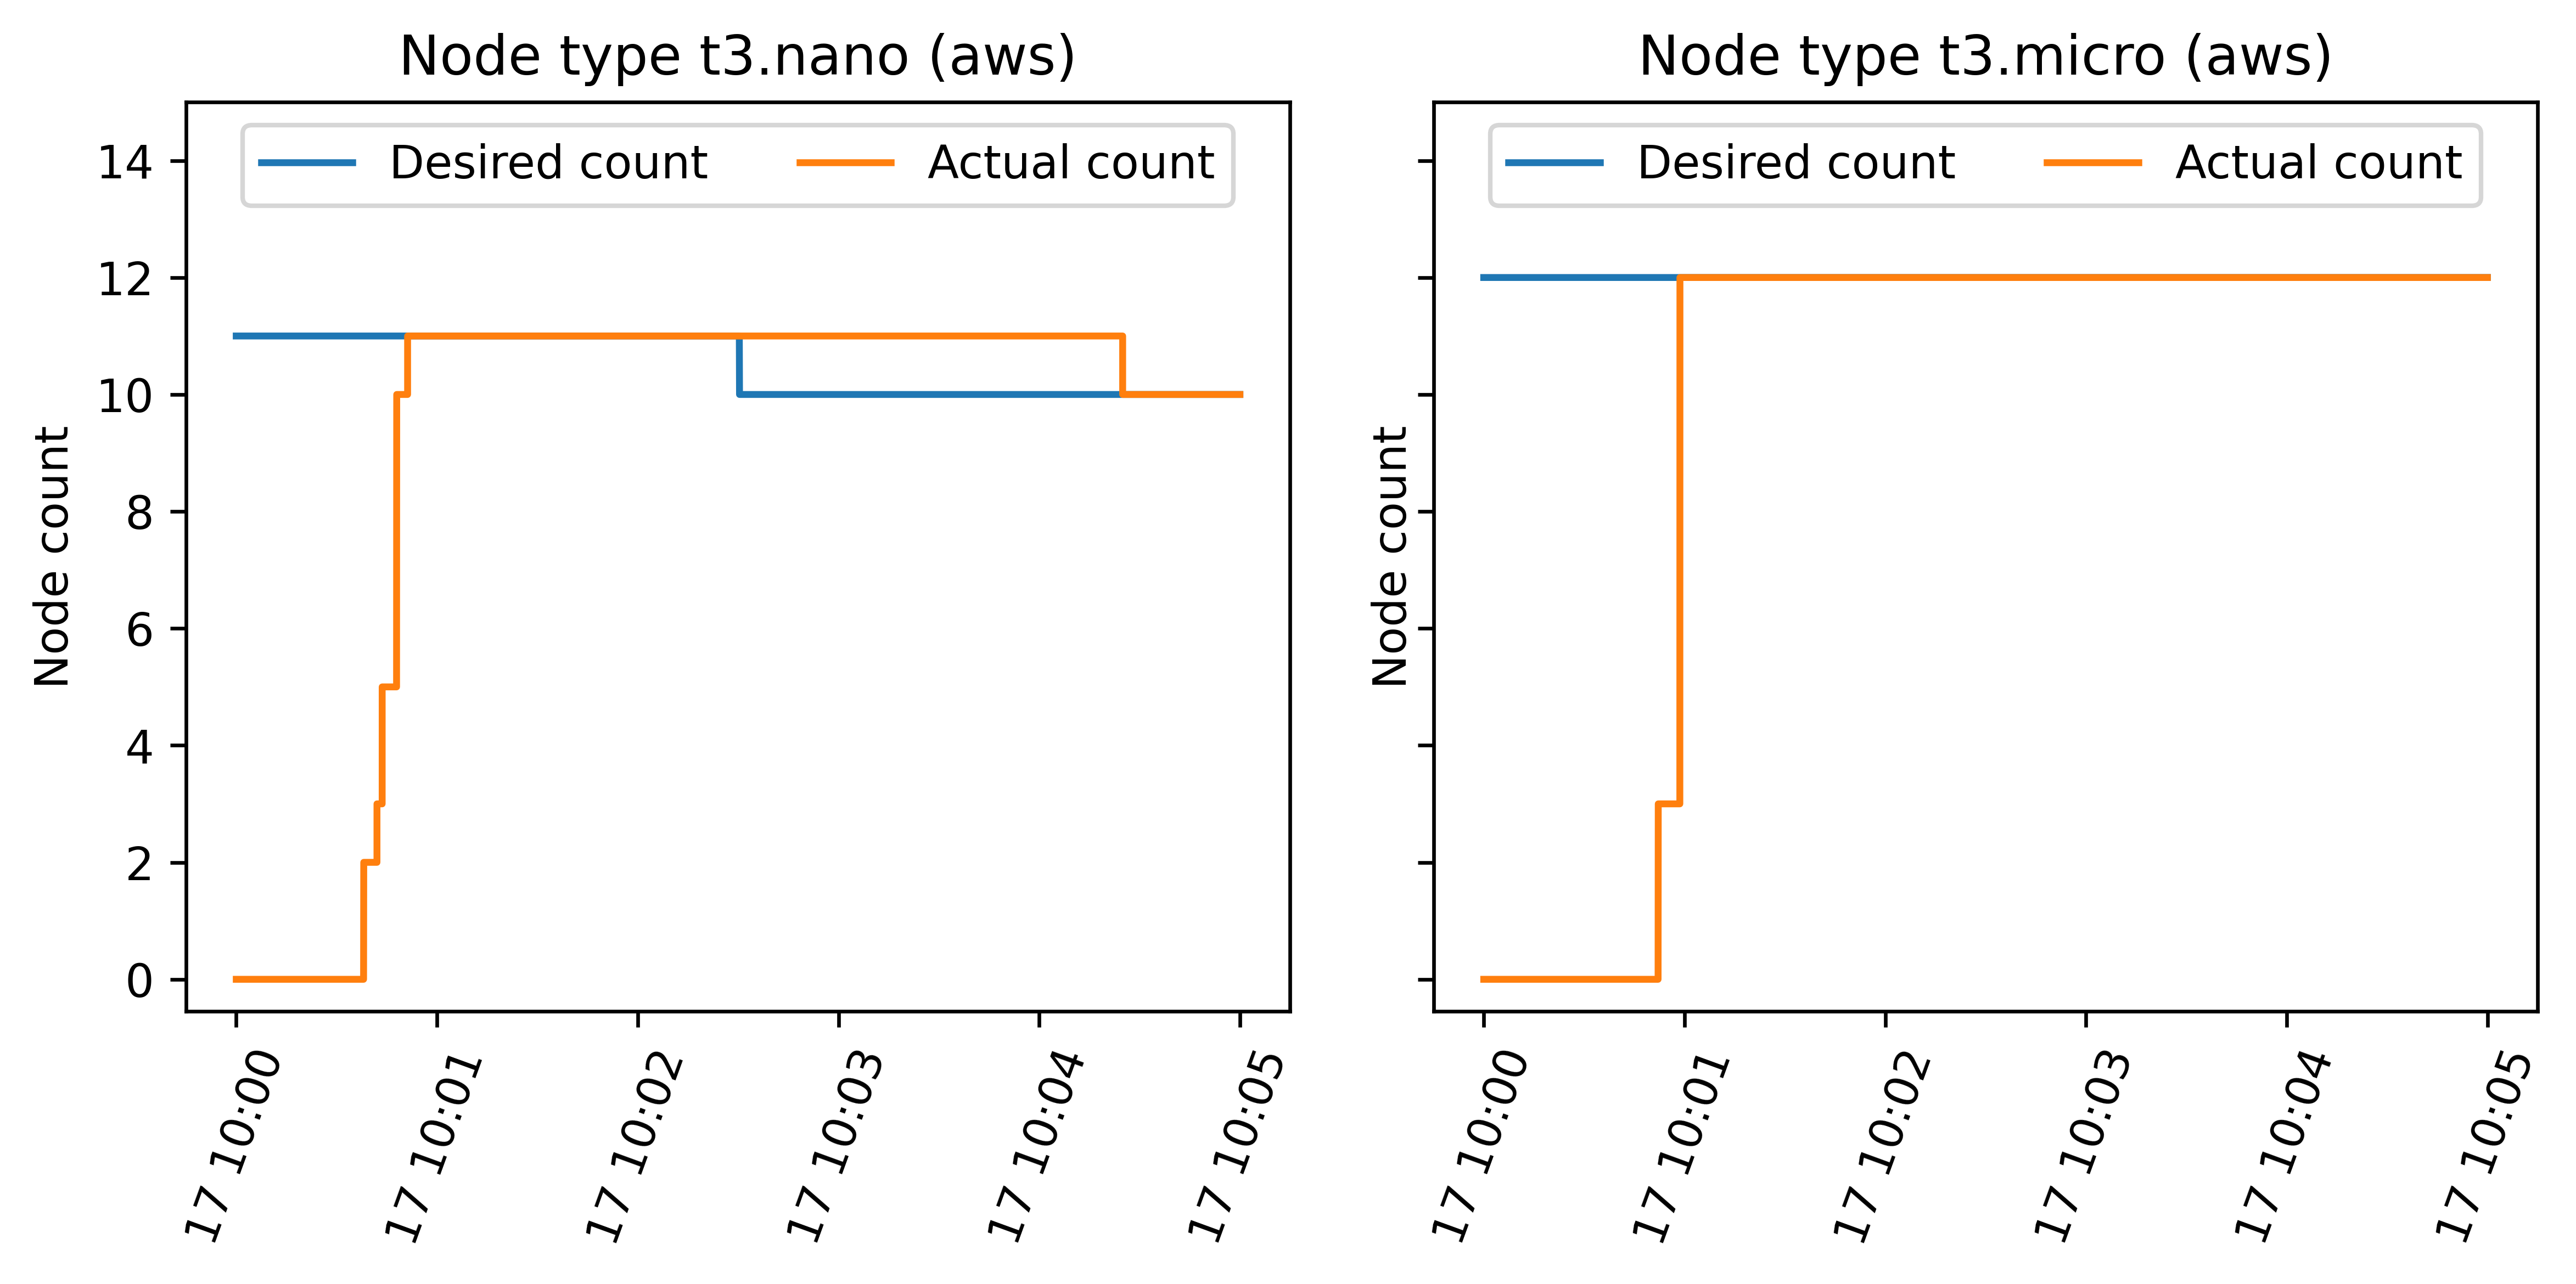 Node type t3.nano (aws)
Desired count
Actual count
Node count
14
12
10
8
6
4
2
0
17 10:00
17 10:01
17 10:02
17 10:03
17 10:04
17 10:05
Node type t3.micro (aws)
Desired count
Actual count
Node count
17 10:00
17 10:01
17 10:02
17 10:03
17 10:04
17 10:05